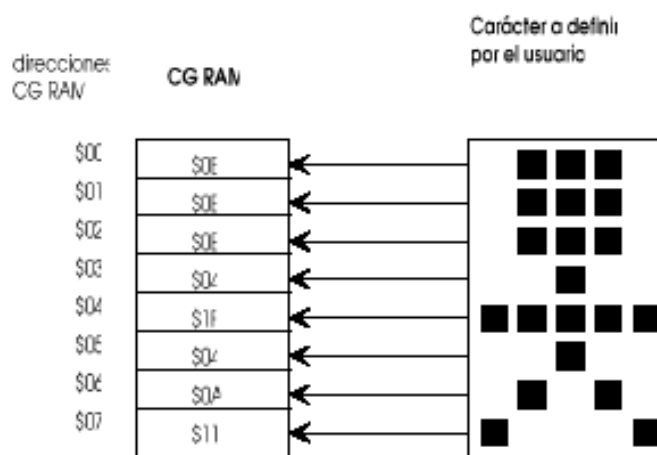 Carácter a definir
por el usuario
direcciones
CG RAM
CG RAM
$00 $0E
$01 $0E
$02 $0E
$03 $04
$04 $1F
$05 $04
$06 $0A
$07 $11